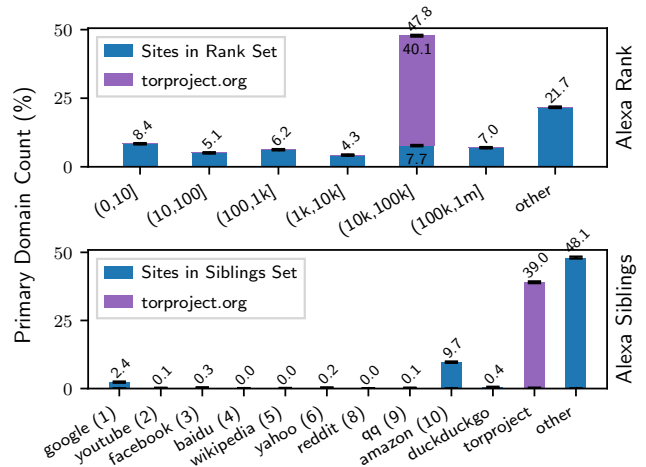 Primary Domain Count (%)
50
25
0
Sites in Rank Set
torproject.org
8.4
5.1
6.2
4.3
47.8
40.1
7.7
7.0
21.7
(0,10]
(10,100]
(100,1k]
(1k,10k]
(10k,100k]
(100k,1m]
other
Alexa Rank
50
25
0
Sites in Siblings Set
torproject.org
2.4
0.1
0.3
0.0
0.0
0.2
0.0
0.1
9.7
0.4
39.0
48.1
google (1)
youtube (2)
facebook (3)
baidu (4)
wikipedia (5)
yahoo (6)
reddit (8)
qq (9)
amazon (10)
duckduckgo
torproject
other
Alexa Siblings